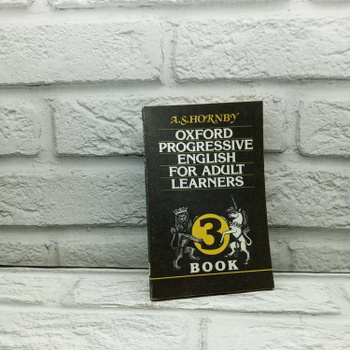 A.S.HORNBY
OXFORD
PROGRESSIVE
ENGLISH
FOR ADULT
LEARNERS
3
BOOK